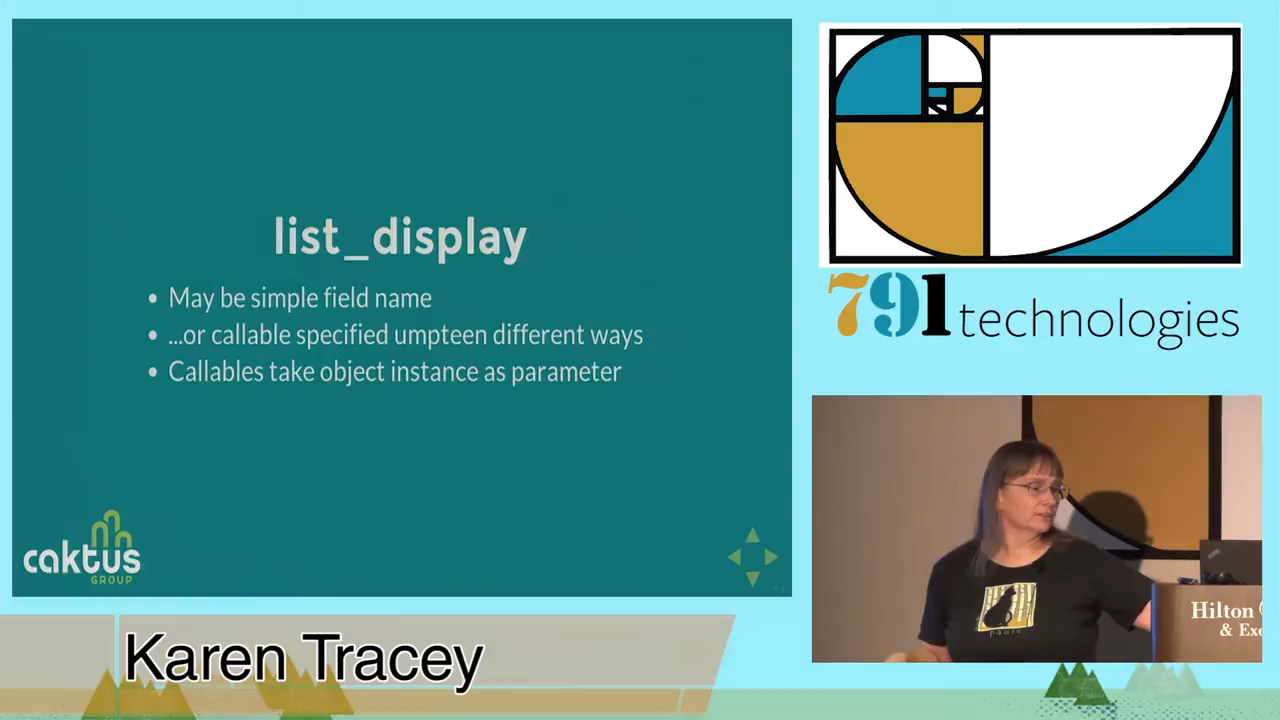 list_display
• May be simple field name
• ...or callable specified umpteen different ways
• Callables take object instance as parameter
caktus
GROUP
791 technologies
Hilton
& Exe
Karen Tracey